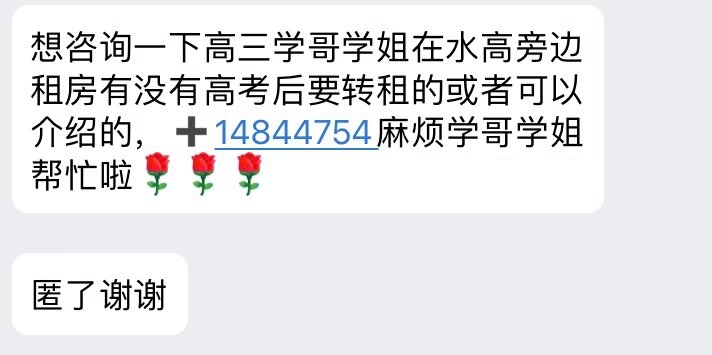 想咨询一下高三学哥学姐在水高旁边
租房有没有高考后要转租的或者可以
介绍的，➕14844754麻烦学哥学姐
帮忙啦🌹🌹🌹
匿了谢谢